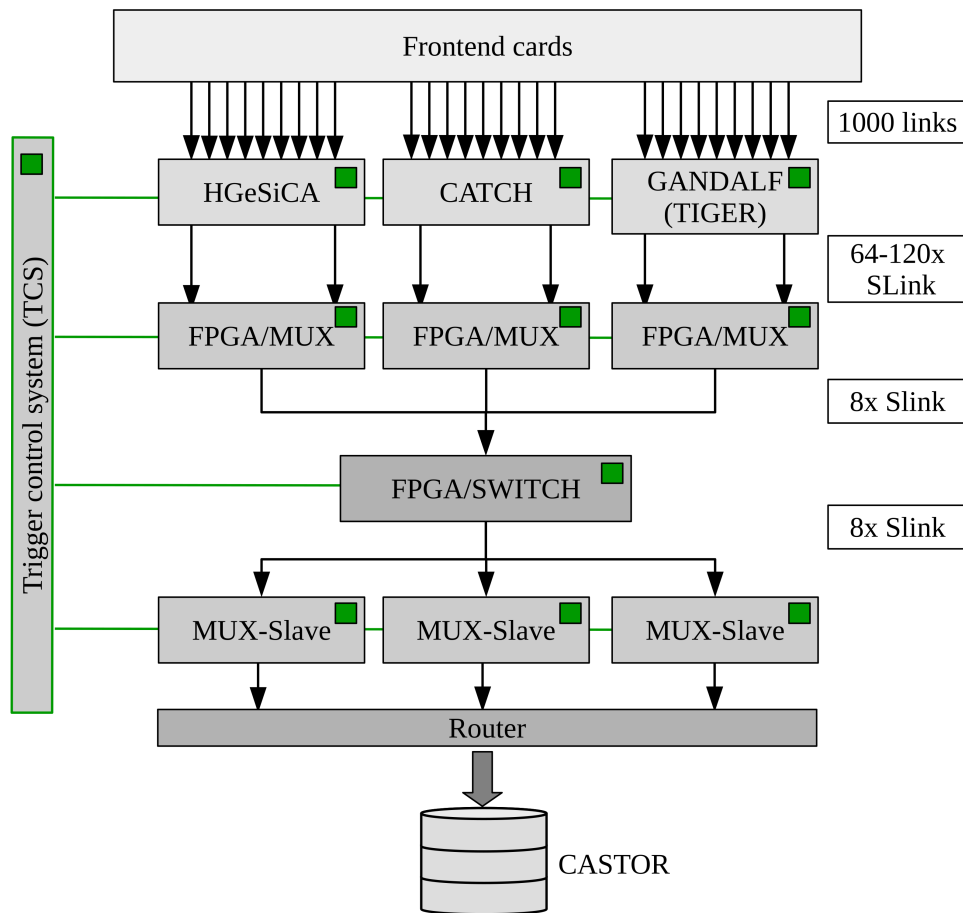 Frontend cards
1000 links
HGeSiCA
CATCH
GANDALF
(TIGER)
64-120x
SLink
Trigger control system (TCS)
FPGA/MUX
FPGA/MUX
FPGA/MUX
8x Slink
FPGA/SWITCH
8x Slink
MUX-Slave
MUX-Slave
MUX-Slave
Router
CASTOR